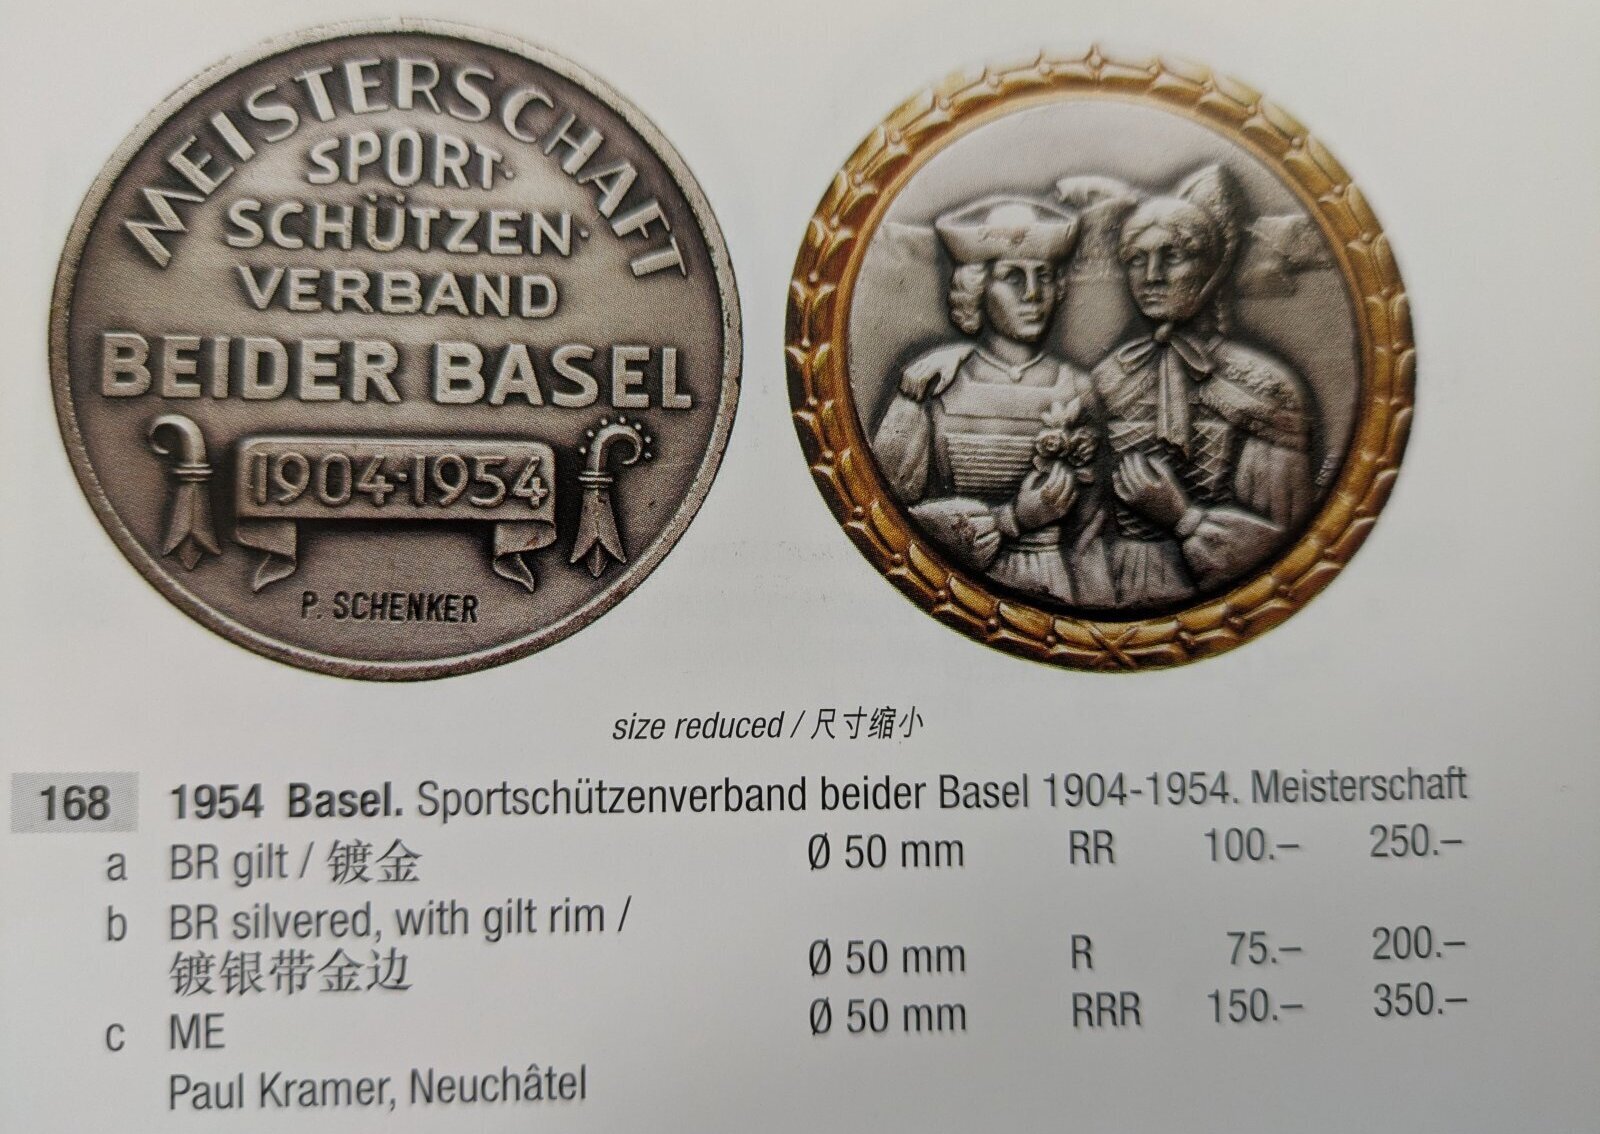 MEISTERSCHAFT
SPORT-
SCHÜTZEN-
VERBAND
BEIDER BASEL
1904·1954
P. SCHENKER
size reduced / 尺寸缩小
168 1954 Basel. Sportschützenverband beider Basel 1904-1954. Meisterschaft
a BR gilt / 镀金 Ø 50 mm RR 100.– 250.–
b BR silvered, with gilt rim /
镀银带金边 Ø 50 mm R 75.– 200.–
c ME Ø 50 mm RRR 150.– 350.–
Paul Kramer, Neuchâtel